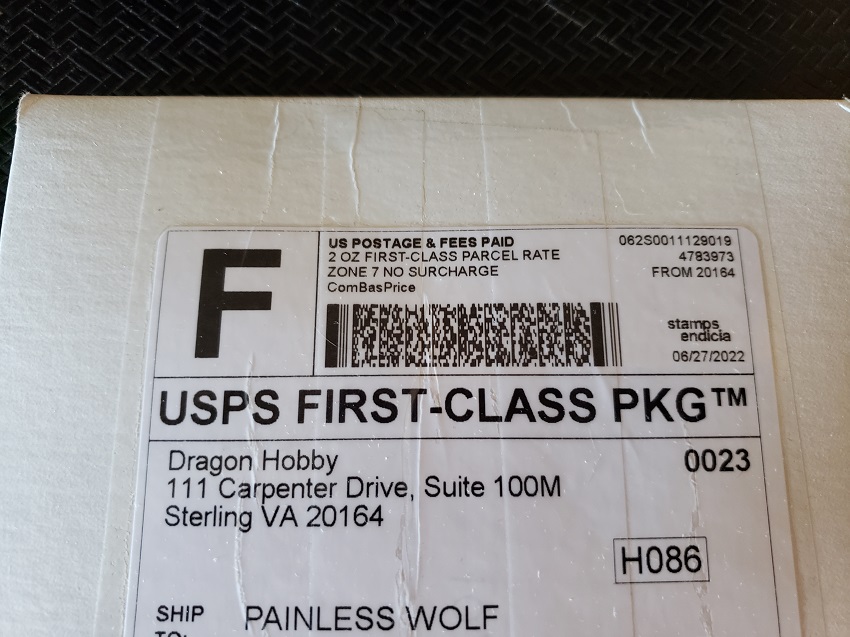 F
US POSTAGE & FEES PAID
2 OZ FIRST-CLASS PARCEL RATE
ZONE 7 NO SURCHARGE
ComBasPrice
062S0011129019
4783973
FROM 20164
stamps
endicia
06/27/2022
USPS FIRST-CLASS PKG™
Dragon Hobby
111 Carpenter Drive, Suite 100M
Sterling VA 20164
0023
H086
SHIP
TO:
PAINLESS WOLF